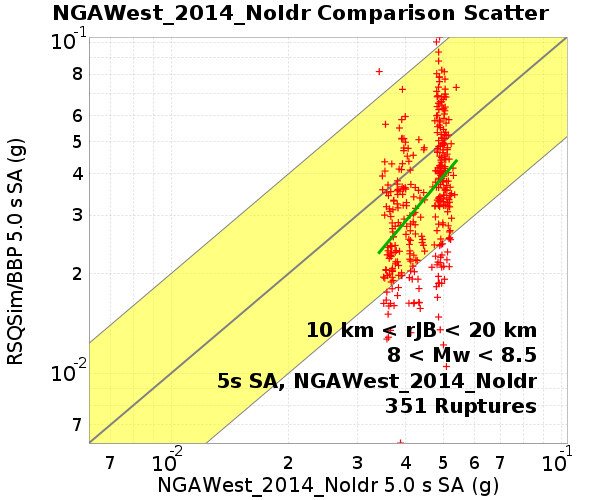 NGAWest_2014_NoIdr Comparison Scatter
10-1
8
6
5
4
3
2
10-2
7
RSQSim/BBP 5.0 s SA (g)
10 km < rJB < 20 km
8 < Mw < 8.5
5s SA, NGAWest_2014_NoIdr
351 Ruptures
7 10-2 2 3 4 5 6 7 10-1
NGAWest_2014_NoIdr 5.0 s SA (g)